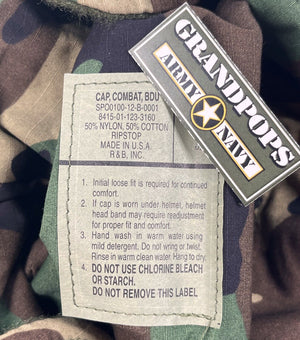 GRANDPOPS
ARMY NAVY
CAP, COMBAT, BDU
SPO0100-12-B-0001
8415-01-123-3160
50% NYLON, 50% COTTON
RIPSTOP
MADE IN U.S.A
R & B, INC.
1. Initial loose fit is required for continued
comfort.
2. If cap is worn under helmet, helmet
head band may require readjustment
for proper fit and comfort.
3. Hand wash in warm water using
mild detergent. Do not wring or twist.
Rinse in warm clean water. Hang to dry.
4. DO NOT USE CHLORINE BLEACH
or STARCH.
DO NOT REMOVE THIS LABEL